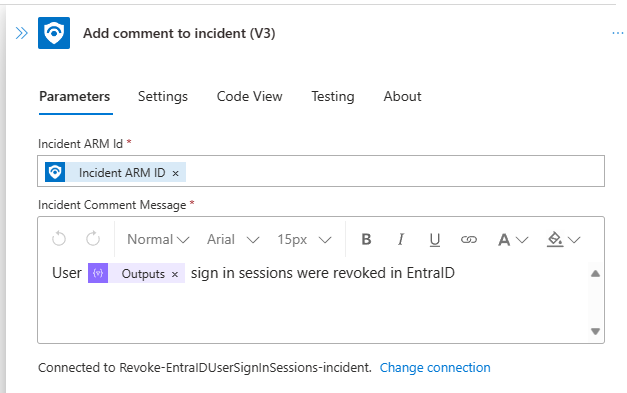 Add comment to incident (V3)
Parameters Settings Code View Testing About
Incident ARM Id *
Incident ARM ID ×
Incident Comment Message *
Normal Arial 15px B I U A
User {v} Outputs × sign in sessions were revoked in EntraID
Connected to Revoke-EntraIDUserSignInSessions-incident. Change connection